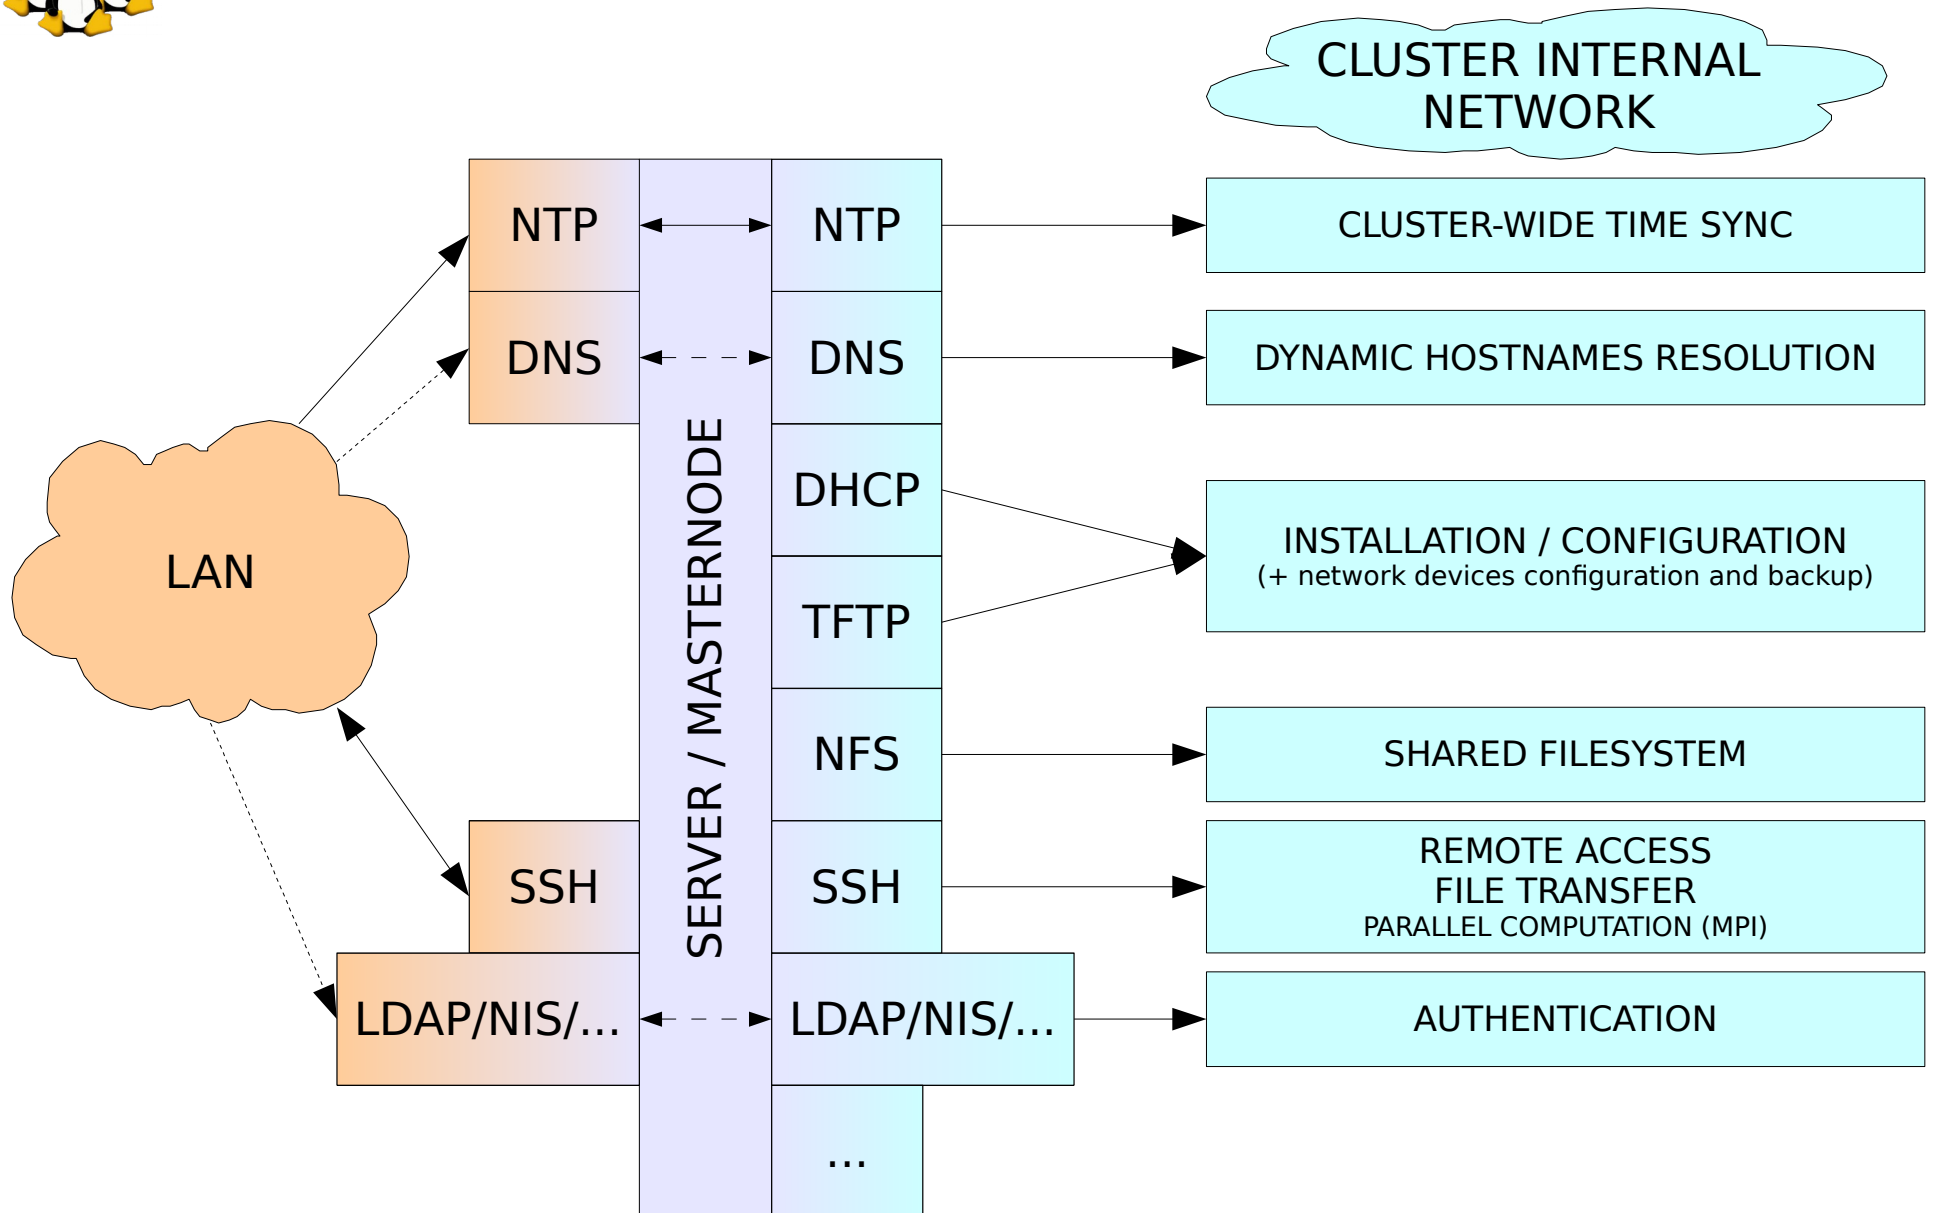 CLUSTER INTERNAL
NETWORK
NTP
NTP
CLUSTER-WIDE TIME SYNC
DNS
DNS
DYNAMIC HOSTNAMES RESOLUTION
LAN
SERVER / MASTERNODE
DHCP
TFTP
INSTALLATION / CONFIGURATION
(+ network devices configuration and backup)
NFS
SHARED FILESYSTEM
SSH
SSH
REMOTE ACCESS
FILE TRANSFER
PARALLEL COMPUTATION (MPI)
LDAP/NIS/...
LDAP/NIS/...
AUTHENTICATION
...